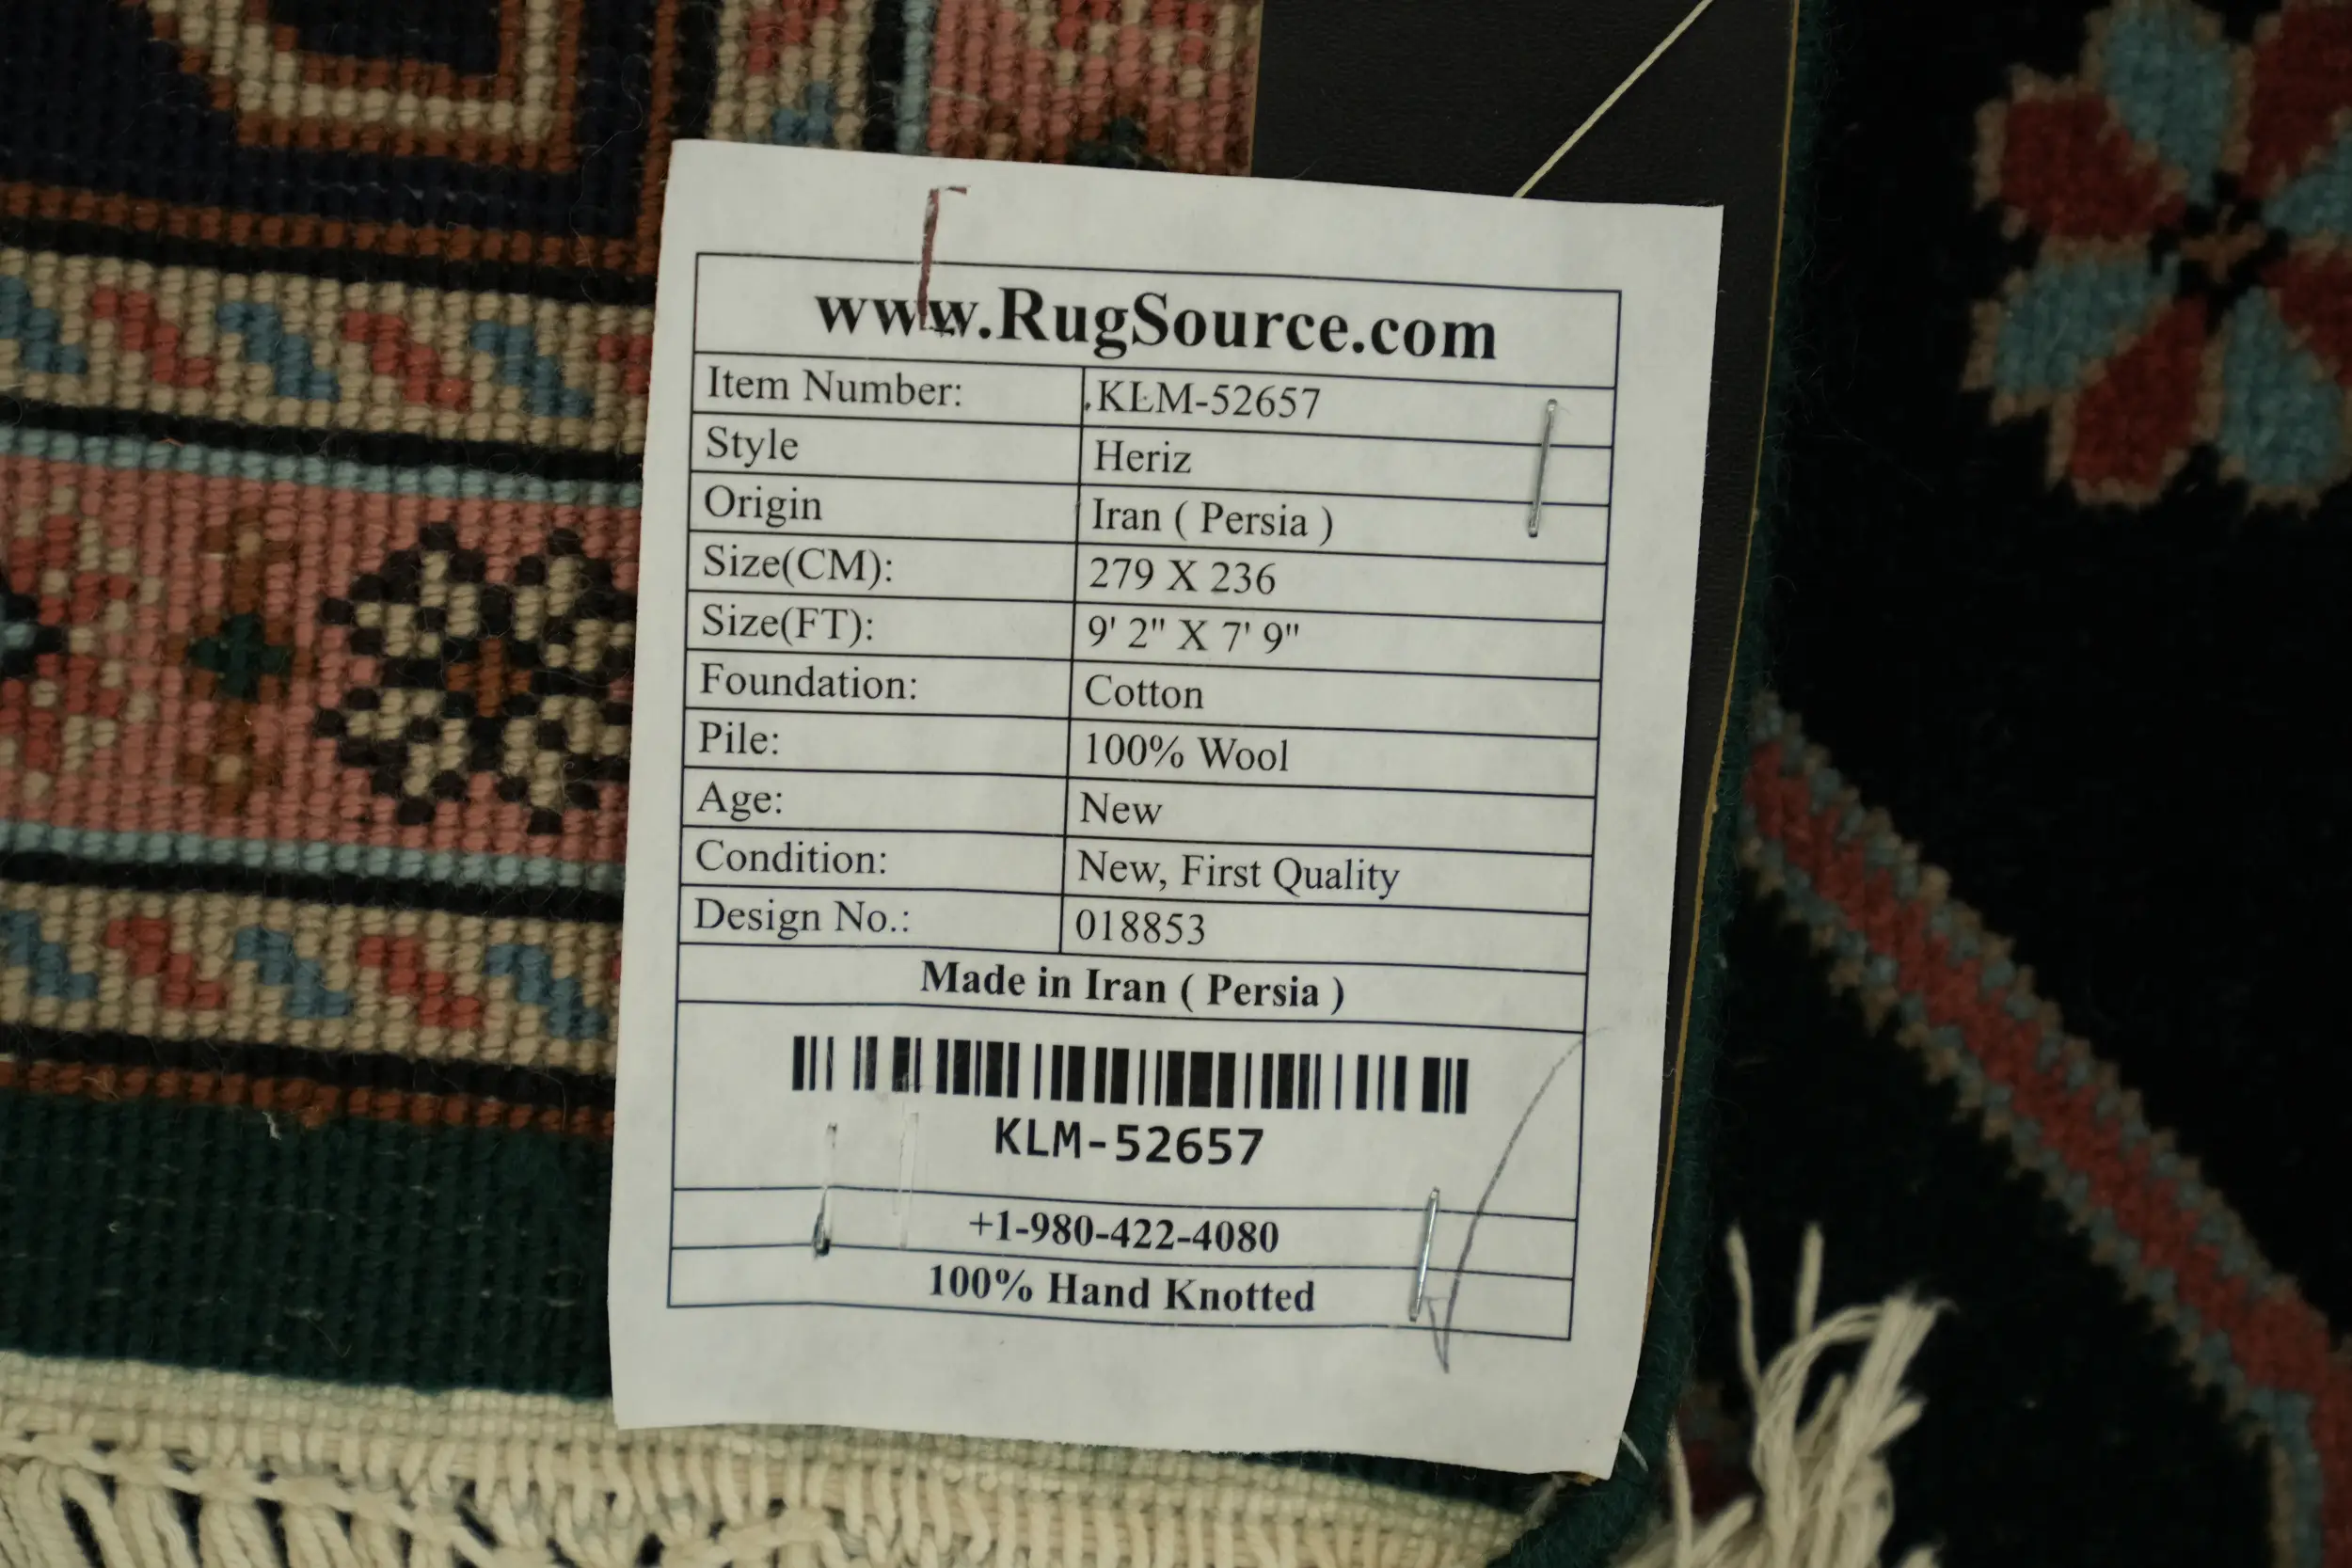 www.RugSource.com
Item Number: KLM-52657
Style Heriz
Origin Iran ( Persia )
Size(CM): 279 X 236
Size(FT): 9' 2" X 7' 9"
Foundation: Cotton
Pile: 100% Wool
Age: New
Condition: New, First Quality
Design No.: 018853
Made in Iran ( Persia )
KLM-52657
+1-980-422-4080
100% Hand Knotted